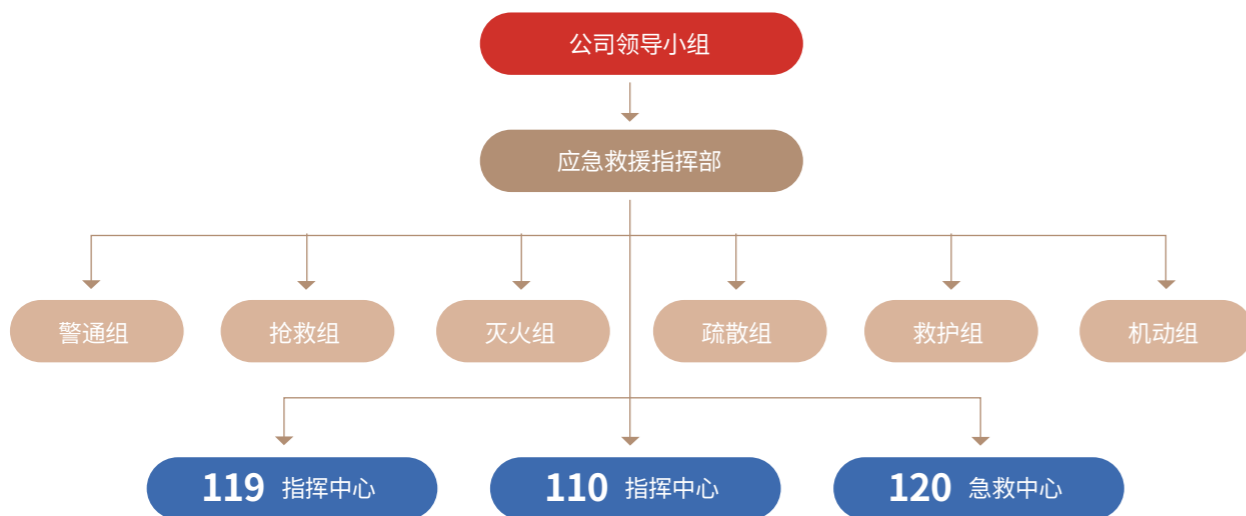 公司领导小组
应急救援指挥部
警通组
抢救组
灭火组
疏散组
救护组
机动组
119 指挥中心
110 指挥中心
120 急救中心